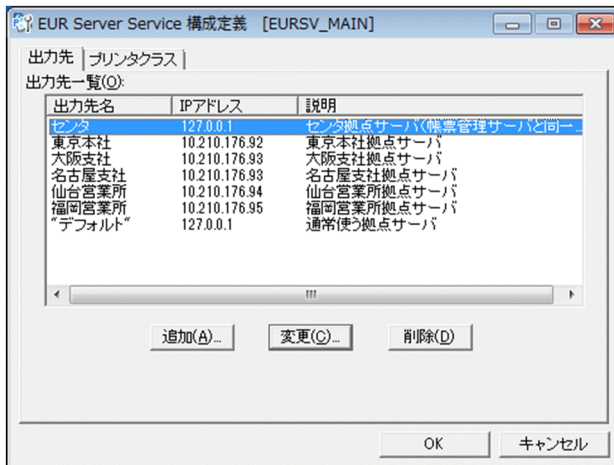 EUR Server Service 構成定義 [EURSV_MAIN]
出力先 プリンタクラス
出力先一覧(O):
出力先名 IPアドレス 説明
センタ 127.0.0.1 センタ拠点サーバ(帳票管理サーバと同一...
東京本社 10.210.176.92 東京本社拠点サーバ
大阪支社 10.210.176.93 大阪支社拠点サーバ
名古屋支社 10.210.176.93 名古屋支社拠点サーバ
仙台営業所 10.210.176.94 仙台営業所拠点サーバ
福岡営業所 10.210.176.95 福岡営業所拠点サーバ
"デフォルト" 127.0.0.1 通常使う拠点サーバ
追加(A)... 変更(C)... 削除(D)
OK キャンセル